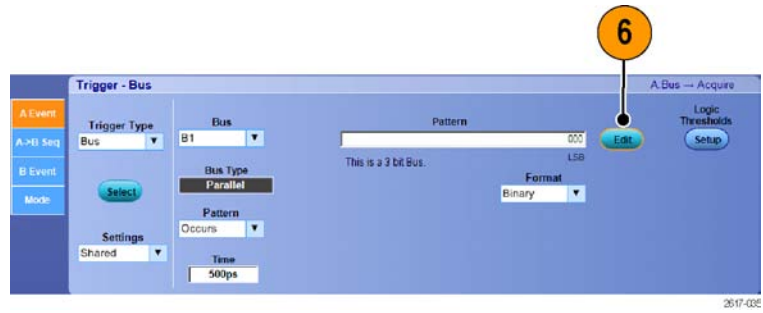 6
Trigger - Bus
A Bus → Acquire
A Event
A->B Seq
B Event
Mode
Trigger Type
Bus
Select
Settings
Shared
Bus
B1
Bus Type
Parallel
Pattern
Occurs
Time
500ps
Pattern
000
LSB
This is a 3 bit Bus.
Format
Binary
Edit
Logic
Thresholds
Setup
2617-035